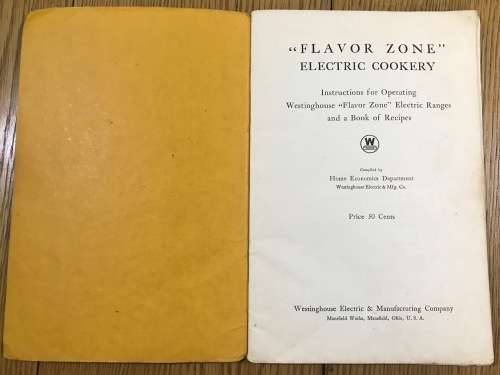 “FLAVOR ZONE”
ELECTRIC COOKERY
Instructions for Operating
Westinghouse “Flavor Zone” Electric Ranges
and a Book of Recipes
W
Compiled by
Home Economics Department
Westinghouse Electric & Mfg. Co.
Price 50 Cents
Westinghouse Electric & Manufacturing Company
Mansfield Works, Mansfield, Ohio, U. S. A.